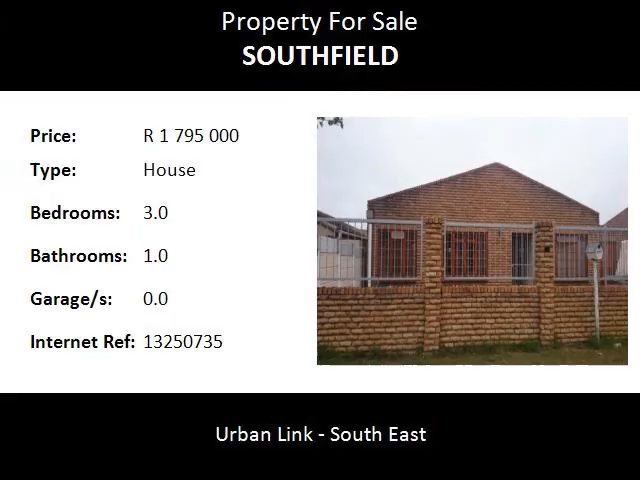 Property For Sale
SOUTHFIELD
Price: R 1 795 000
Type: House
Bedrooms: 3.0
Bathrooms: 1.0
Garage/s: 0.0
Internet Ref: 13250735
Urban Link - South East